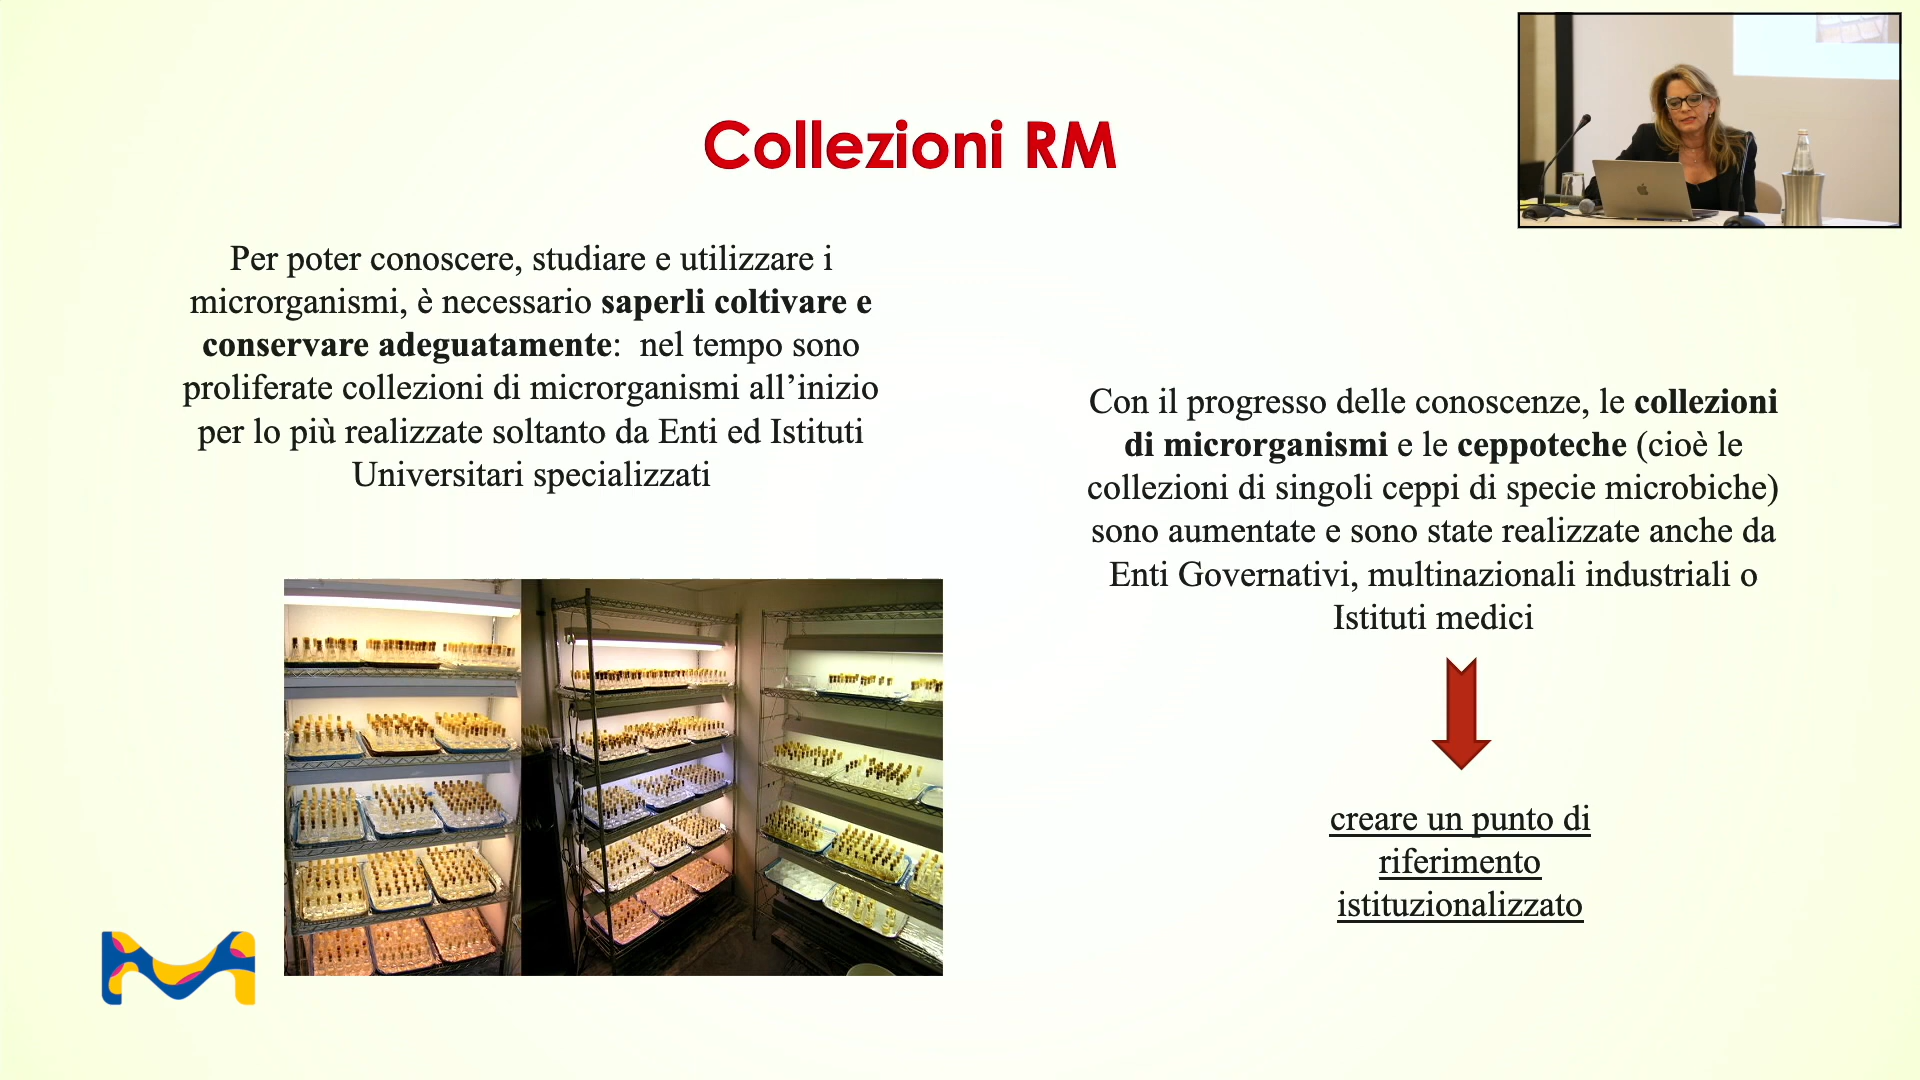 Collezioni RM
Per poter conoscere, studiare e utilizzare i
microrganismi, è necessario saperli coltivare e
conservare adeguatamente:  nel tempo sono
proliferate collezioni di microrganismi all’inizio
per lo più realizzate soltanto da Enti ed Istituti
Universitari specializzati
Con il progresso delle conoscenze, le collezioni
di microrganismi e le ceppoteche (cioè le
collezioni di singoli ceppi di specie microbiche)
sono aumentate e sono state realizzate anche da
Enti Governativi, multinazionali industriali o
Istituti medici
creare un punto di
riferimento
istituzionalizzato